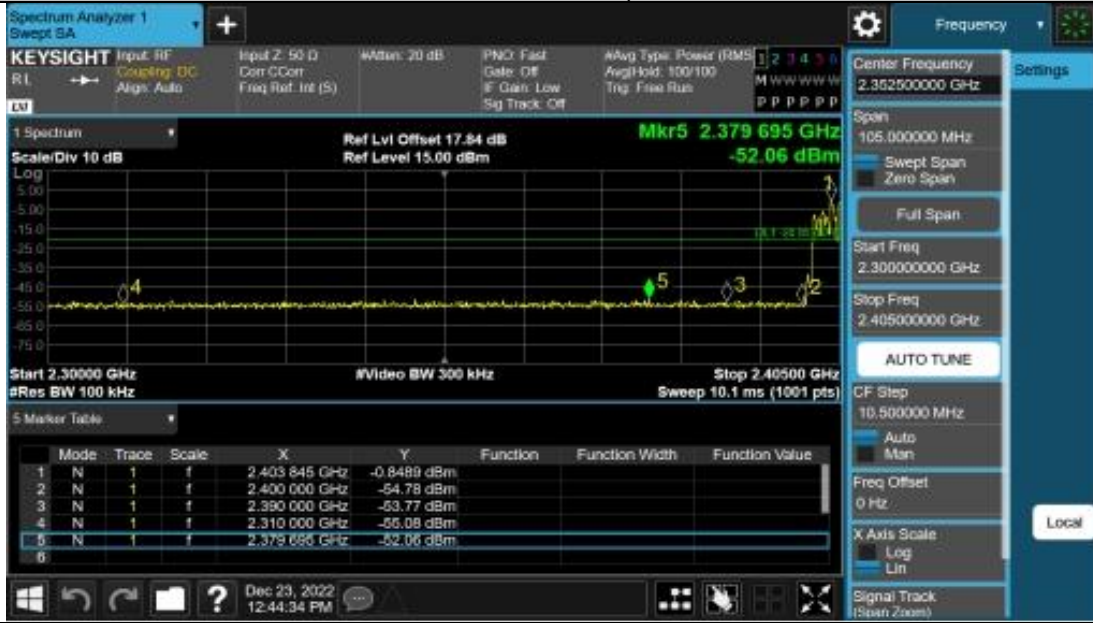 Spectrum Analyzer 1
Swept SA
+
Frequency
KEYSIGHT
RL
LXI
Input: RF
Coupling: DC
Align: Auto
Input Z: 50 Ω
Corr CCorr
Freq Ref: Int (S)
#Atten: 20 dB
PNO: Fast
Gate: Off
IF Gain: Low
Sig Track: Off
#Avg Type: Power (RMS
Avg|Hold: 100/100
Trig: Free Run
1 2 3 4 5 6
M W W W W W
P P P P P P
1 Spectrum
Scale/Div 10 dB
Ref Lvl Offset 17.84 dB
Ref Level 15.00 dBm
Mkr5 2.379 695 GHz
-52.06 dBm
Log
5.00
-5.00
-15.0
-25.0
-35.0
-45.0
-55.0
-65.0
-75.0
1
4
5
3
2
Start 2.30000 GHz
#Res BW 100 kHz
#Video BW 300 kHz
Stop 2.40500 GHz
Sweep 10.1 ms (1001 pts)
5 Marker Table
Mode Trace Scale X Y Function Function Width Function Value
1 N 1 f 2.403 845 GHz -0.8489 dBm
2 N 1 f 2.400 000 GHz -54.78 dBm
3 N 1 f 2.390 000 GHz -53.77 dBm
4 N 1 f 2.310 000 GHz -55.08 dBm
5 N 1 f 2.379 695 GHz -52.06 dBm
6
Center Frequency
2.352500000 GHz
Span
105.000000 MHz
Swept Span
Zero Span
Full Span
Start Freq
2.300000000 GHz
Stop Freq
2.405000000 GHz
AUTO TUNE
CF Step
10.500000 MHz
Auto
Man
Freq Offset
0 Hz
X Axis Scale
Log
Lin
Signal Track
(Span Zoom)
Settings
Local
?
Dec 23, 2022
12:44:34 PM